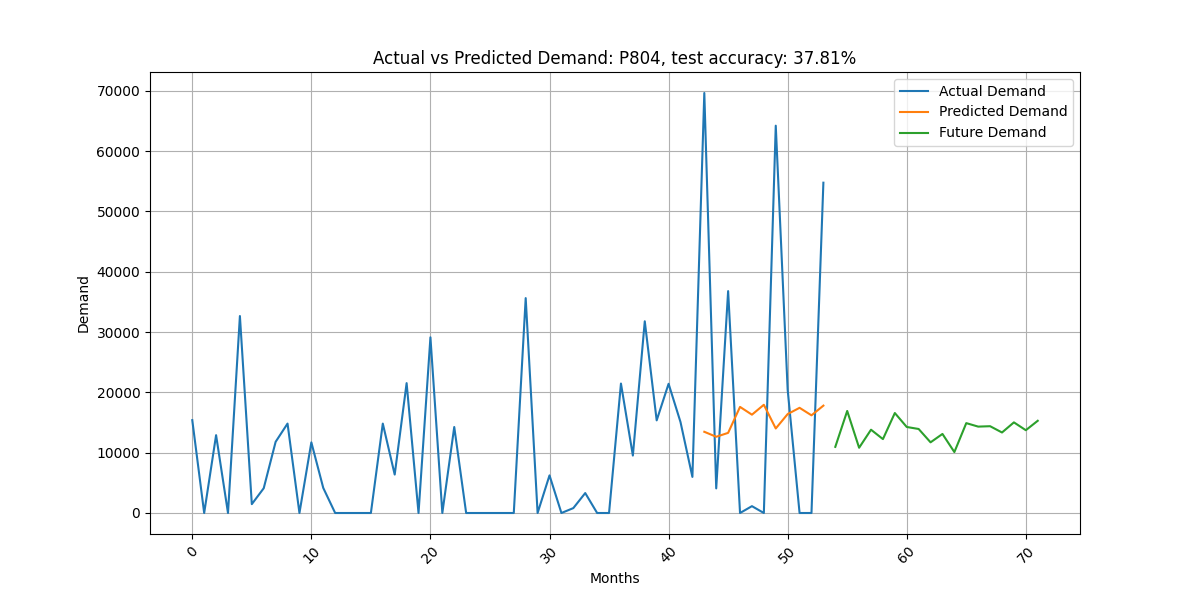 Actual vs Predicted Demand: P804, test accuracy: 37.81%
Actual Demand
Predicted Demand
Future Demand
70000
60000
50000
40000
30000
20000
10000
0
Demand
0
10
20
30
40
50
60
70
Months